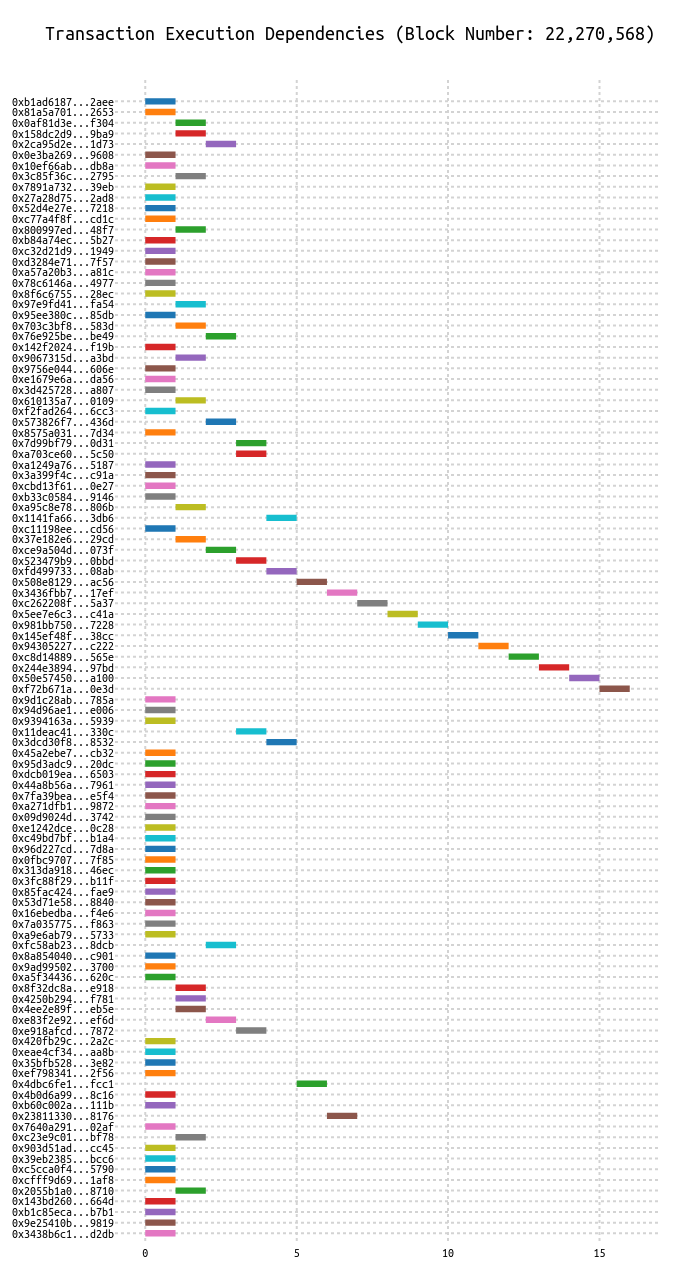 Transaction Execution Dependencies (Block Number: 22,270,568)
0xb1ad6187...2aee
0x81a5a701...2653
0x0af81d3e...f304
0x158dc2d9...9ba9
0x2ca95d2e...1d73
0x0e3ba269...9608
0x10ef66ab...db8a
0x3c85f36c...2795
0x7891a732...39eb
0x27a28d75...2ad8
0x52d4e27e...7218
0xc77a4f8f...cd1c
0x800997ed...48f7
0xb84a74ec...5b27
0xc32d21d9...1949
0xd3284e71...7f57
0xa57a20b3...a81c
0x78c6146a...4977
0x8f6c6755...28ec
0x97e9fd41...fa54
0x95ee380c...85db
0x703c3bf8...583d
0x76e925be...be49
0x142f2024...f19b
0x9067315d...a3bd
0x9756e044...606e
0xe1679e6a...da56
0x3d425728...a807
0x610135a7...0109
0xf2fad264...6cc3
0x573826f7...436d
0x8575a031...7d34
0x7d99bf79...0d31
0xa703ce60...5c50
0xa1249a76...5187
0x3a399f4c...c91a
0xcbd13f61...0e27
0xb33c0584...9146
0xa95c8e78...806b
0x1141fa66...3db6
0xc11198ee...cd56
0x37e182e6...29cd
0xce9a504d...073f
0x523479b9...0bbd
0xfd499733...08ab
0x508e8129...ac56
0x3436fbb7...17ef
0xc262208f...5a37
0x5ee7e6c3...c41a
0x981bb750...7228
0x145ef48f...38cc
0x94305227...c222
0xc8d14889...565e
0x244e3894...97bd
0x50e57450...a100
0xf72b671a...0e3d
0x9d1c28ab...785a
0x94d96ae1...e006
0x9394163a...5939
0x11deac41...330c
0x3dcd30f8...8532
0x45a2ebe7...cb32
0x95d3adc9...20dc
0xdcb019ea...6503
0x44a8b56a...7961
0x7fa39bea...e5f4
0xa271dfb1...9872
0x09d9024d...3742
0xe1242dce...0c28
0xc49bd7bf...b1a4
0x96d227cd...7d8a
0x0fbc9707...7f85
0x313da918...46ec
0x3fc88f29...b11f
0x85fac424...fae9
0x53d71e58...8840
0x16ebedba...f4e6
0x7a035775...f863
0xa9e6ab79...5733
0xfc58ab23...8dcb
0x8a854040...c901
0x9ad99502...3700
0xa5f34436...620c
0x8f32dc8a...e918
0x4250b294...f781
0x4ee2e89f...eb5e
0xe83f2e92...ef6d
0xe918afcd...7872
0x420fb29c...2a2c
0xeae4cf34...aa8b
0x35bfb528...3e82
0xef798341...2f56
0x4dbc6fe1...fcc1
0x4b0d6a99...8c16
0xb60c002a...111b
0x23811330...8176
0x7640a291...02af
0xc23e9c01...bf78
0x903d51ad...cc45
0x39eb2385...bcc6
0xc5cca0f4...5790
0xcfff9d69...1af8
0x2055b1a0...8710
0x143bd260...664d
0xb1c85eca...b7b1
0x9e25410b...9819
0x3438b6c1...d2db
0 5 10 15